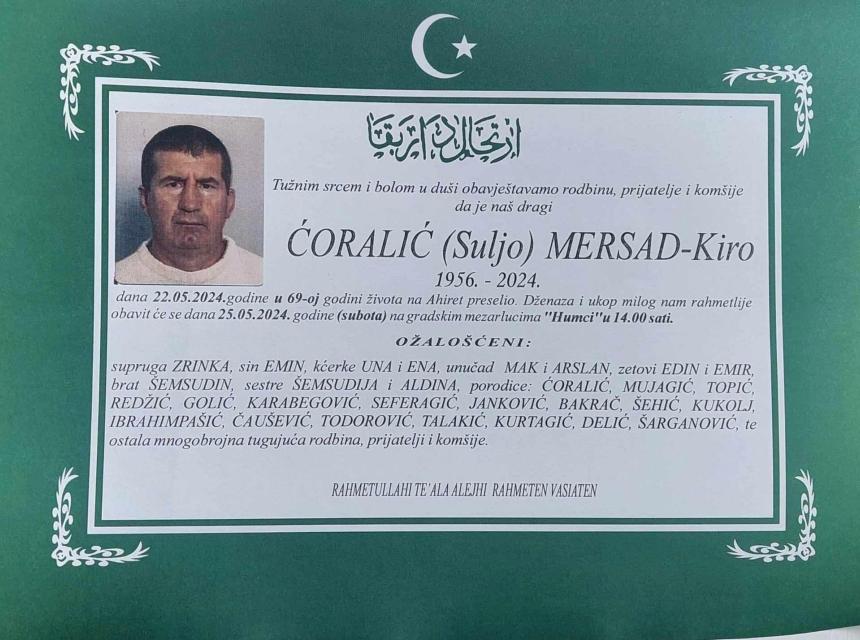 ارتحال دار بقا
Tužnim srcem i bolom u duši obavještavamo rodbinu, prijatelje i komšije
da je naš dragi
ĆORALIĆ (Suljo) MERSAD-Kiro
1956. - 2024.
dana 22.05.2024.godine u 69-oj godini života na Ahiret preselio. Dženaza i ukop milog nam rahmetlije
obavit će se dana 25.05.2024. godine (subota) na gradskim mezarlucima "Humci"u 14.00 sati.
OŽALOŠĆENI:
supruga ZRINKA, sin EMIN, kćerke UNA i ENA, unučad MAK i ARSLAN, zetovi EDIN i EMIR,
brat ŠEMSUDIN, sestre ŠEMSUDIJA i ALDINA, porodice: ĆORALIĆ, MUJAGIĆ, TOPIĆ,
REDŽIĆ, GOLIĆ, KARABEGOVIĆ, SEFERAGIĆ, JANKOVIĆ, BAKRAČ, ŠEHIĆ, KUKOLJ,
IBRAHIMPAŠIĆ, ČAUŠEVIĆ, TODOROVIĆ, TALAKIĆ, KURTAGIĆ, DELIĆ, ŠARGANOVIĆ, te
ostala mnogobrojna tugujuća rodbina, prijatelji i komšije.
RAHMETULLAHI TE'ALA ALEJHI RAHMETEN VASIATEN